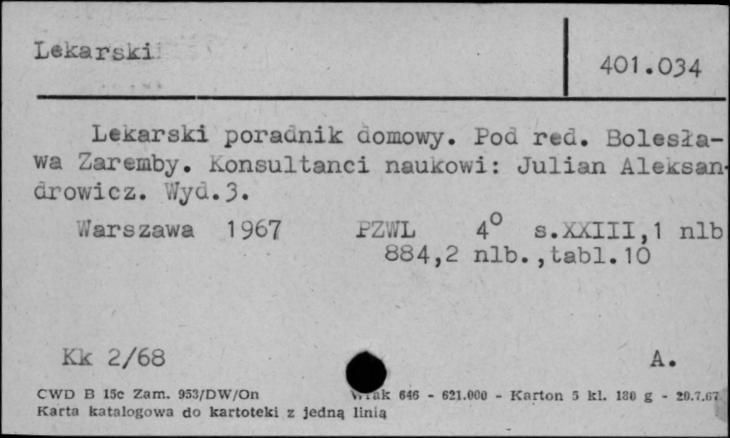 Lekarski
401.034
Lekarski poradnik domowy. Pod red. Bolesła-
wa Zaremby. Konsultanci naukowi: Julian Aleksan-
drowicz. Wyd.3.
Warszawa 1967 PZWL 4° s.XXIII,1 nlb
884,2 nlb.,tabl.10
Kk 2/68 A.
CWD B 15c Zam. 953/DW/On 646 - 621.000 - Karton 5 kl. 180 g - 20.7.67
Karta katalogowa do kartoteki z jedną linią